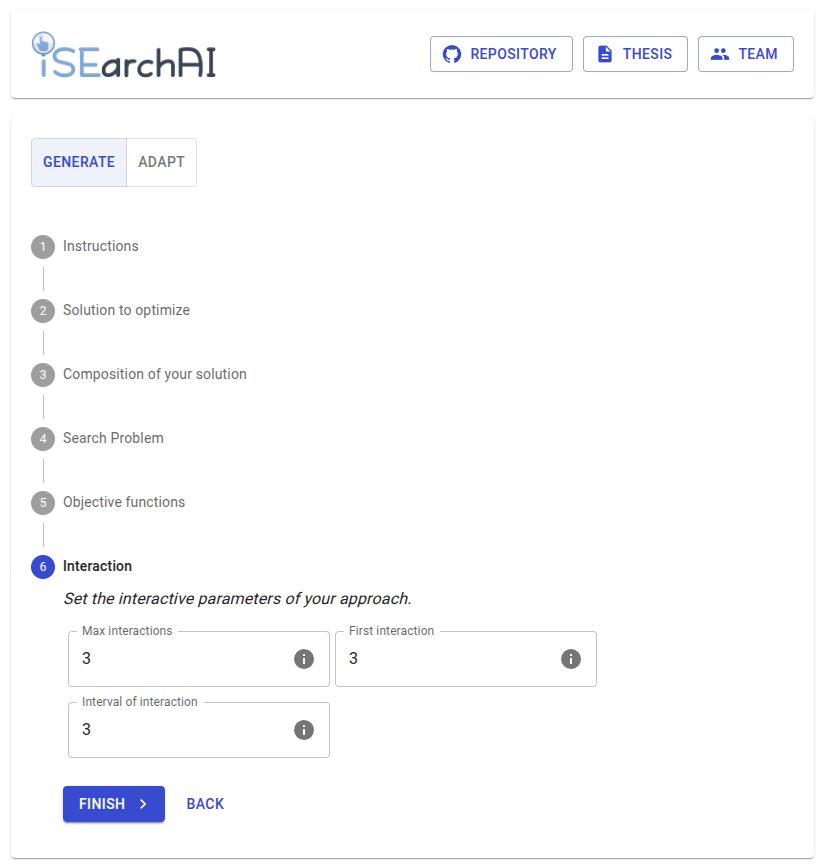 iSEarchAI
REPOSITORY THESIS TEAM
GENERATE ADAPT
1 Instructions
2 Solution to optimize
3 Composition of your solution
4 Search Problem
5 Objective functions
6 Interaction
Set the interactive parameters of your approach.
Max interactions First interaction
3 3
Interval of interaction
3
FINISH BACK